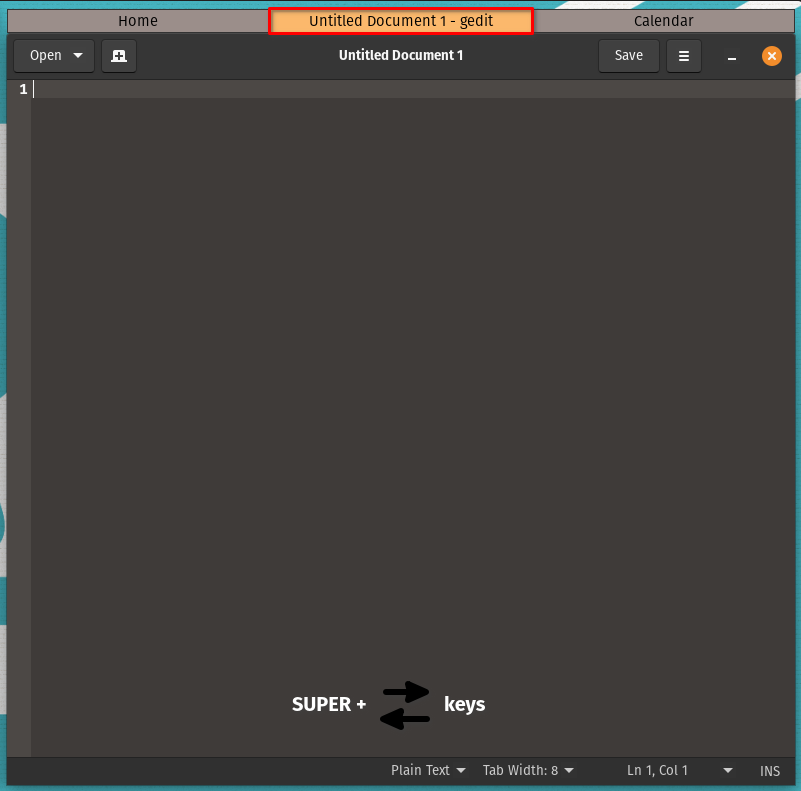 Home Untitled Document 1 - gedit Calendar
Open Untitled Document 1 Save
1
SUPER + keys
Plain Text Tab Width: 8 Ln 1, Col 1 INS